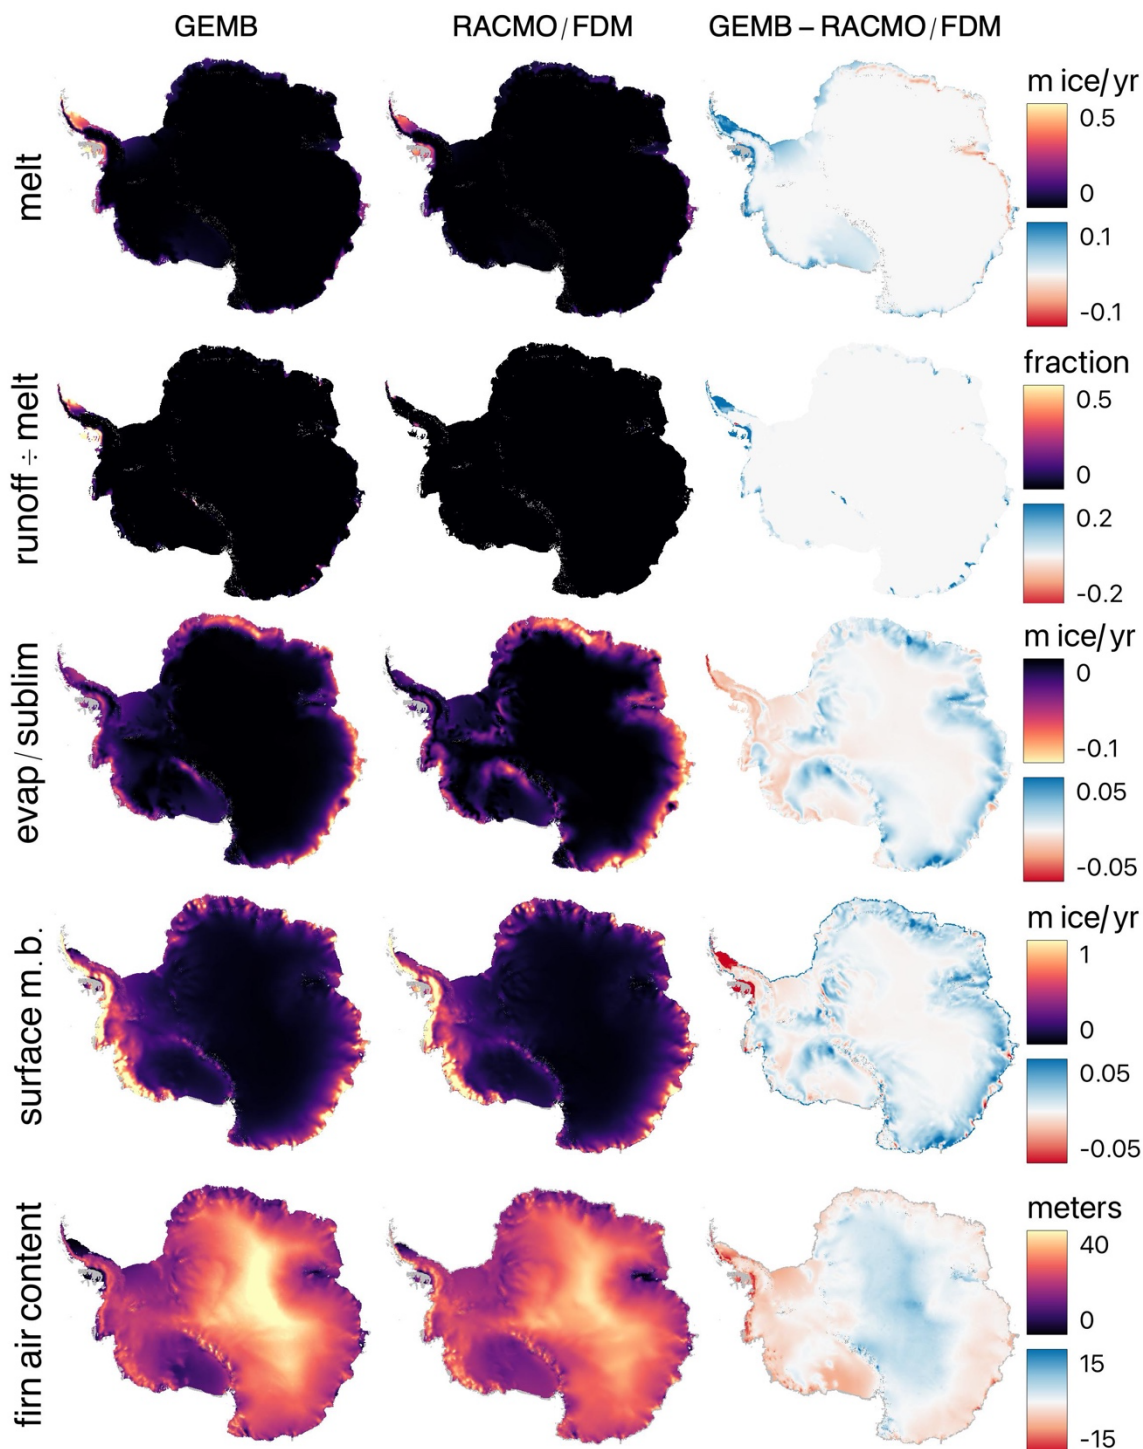 GEMB RACMO/FDM GEMB – RACMO/FDM
melt
m ice/yr
0.5
0
0.1
-0.1
runoff ÷ melt
fraction
0.5
0
0.2
-0.2
evap/sublim
m ice/yr
0
-0.1
0.05
-0.05
surface m.b.
m ice/yr
1
0
0.05
-0.05
firn air content
meters
40
0
15
-15